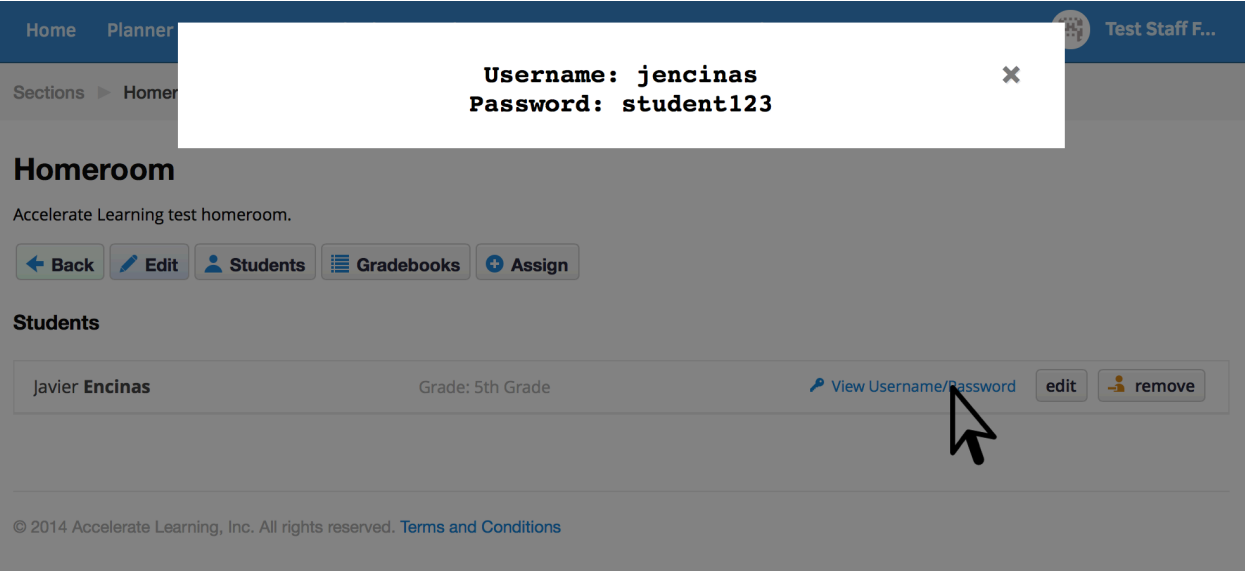 Home Planner
Test Staff F...
Username: jencinas
Password: student123
Sections Homer
Homeroom
Accelerate Learning test homeroom.
Back Edit Students Gradebooks Assign
Students
Javier Encinas Grade: 5th Grade View Username/Password edit remove
© 2014 Accelerate Learning, Inc. All rights reserved. Terms and Conditions